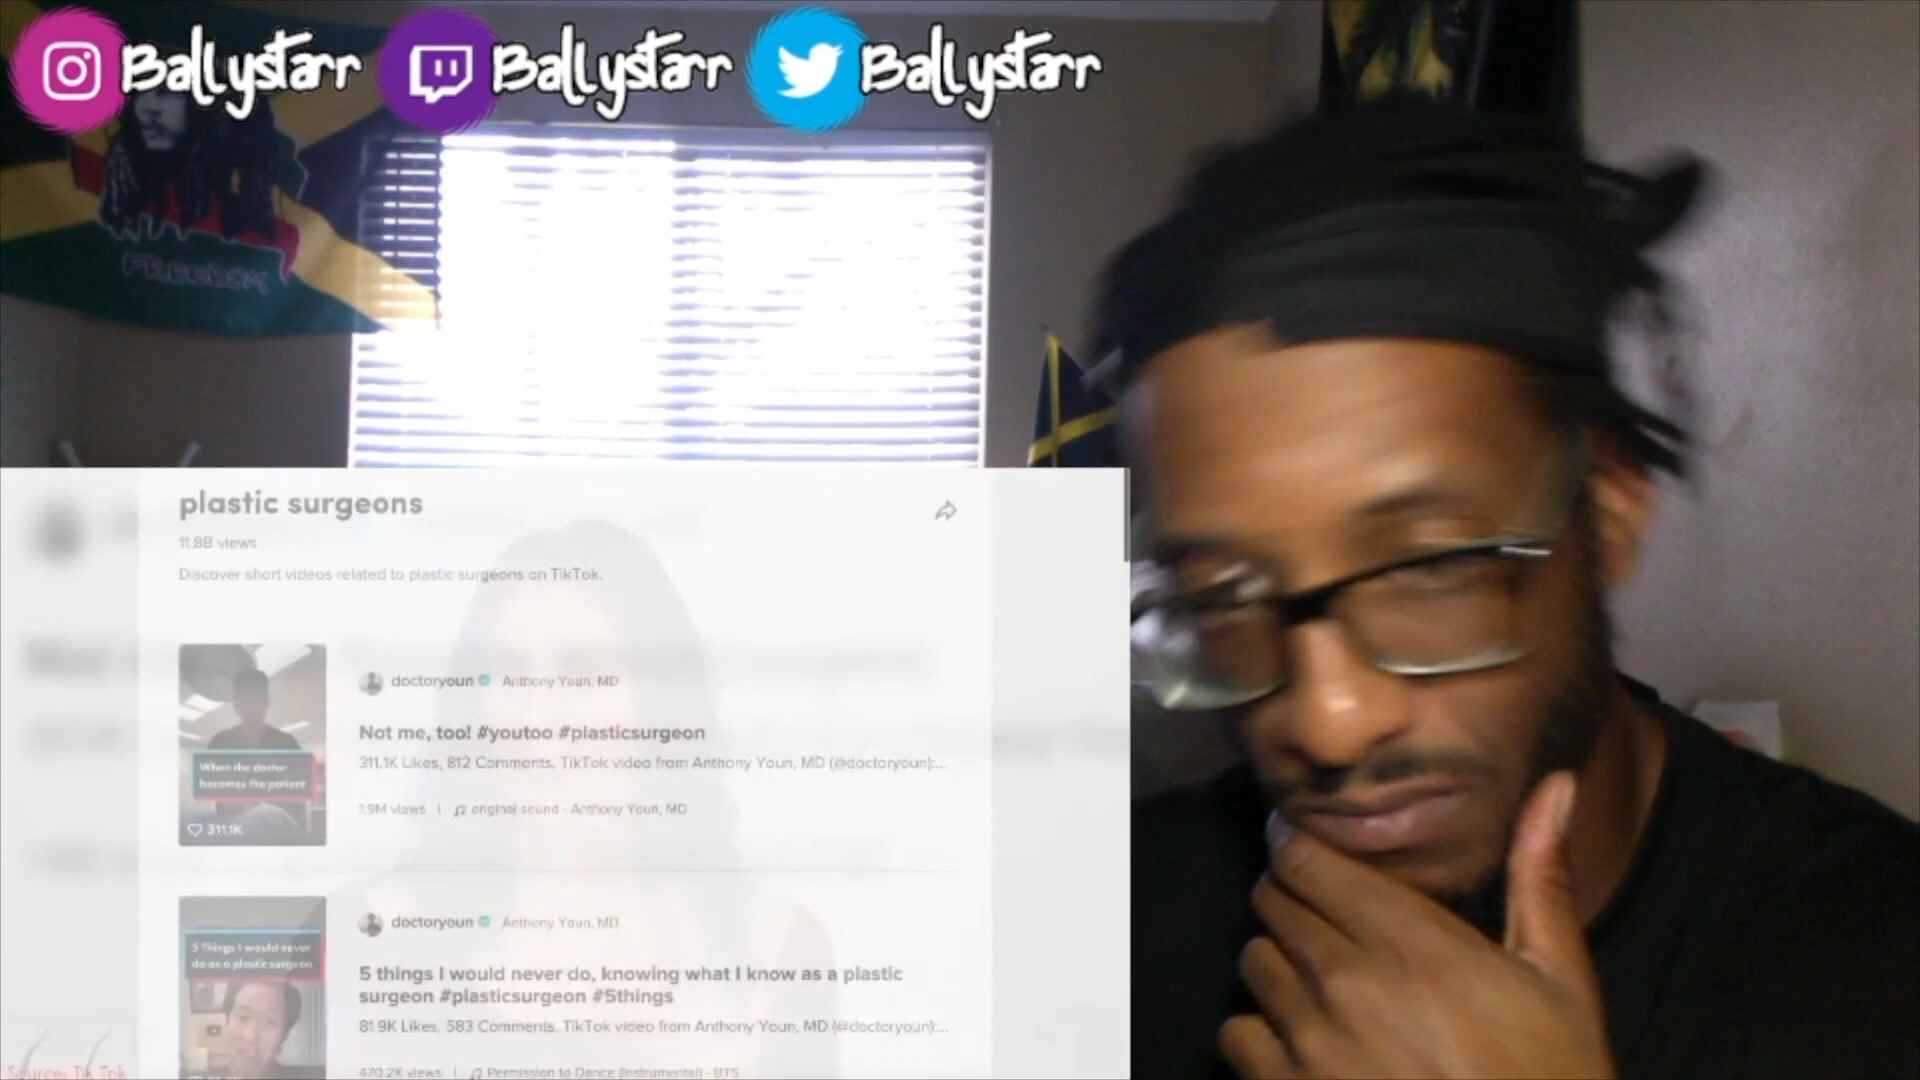 Ballystarr Ballystarr Ballystarr
FREEDOM
plastic surgeons
11.8B views
Discover short videos related to plastic surgeons on TikTok.
doctoryoun Anthony Youn, MD
Not me, too! #youtoo #plasticsurgeon
311.1K Likes, 812 Comments. TikTok video from Anthony Youn, MD (@doctoryoun):...
When the doctor
becomes the patient
1.9M views | original sound - Anthony Youn, MD
311.1K
doctoryoun Anthony Youn, MD
5 Things I would never
do as a plastic surgeon
5 things I would never do, knowing what I know as a plastic
surgeon #plasticsurgeon #5things
81.9K Likes, 583 Comments. TikTok video from Anthony Youn, MD (@doctoryoun):...
470.2K views | Permission to Dance (Instrumental) - BTS
Source: Tik Tok